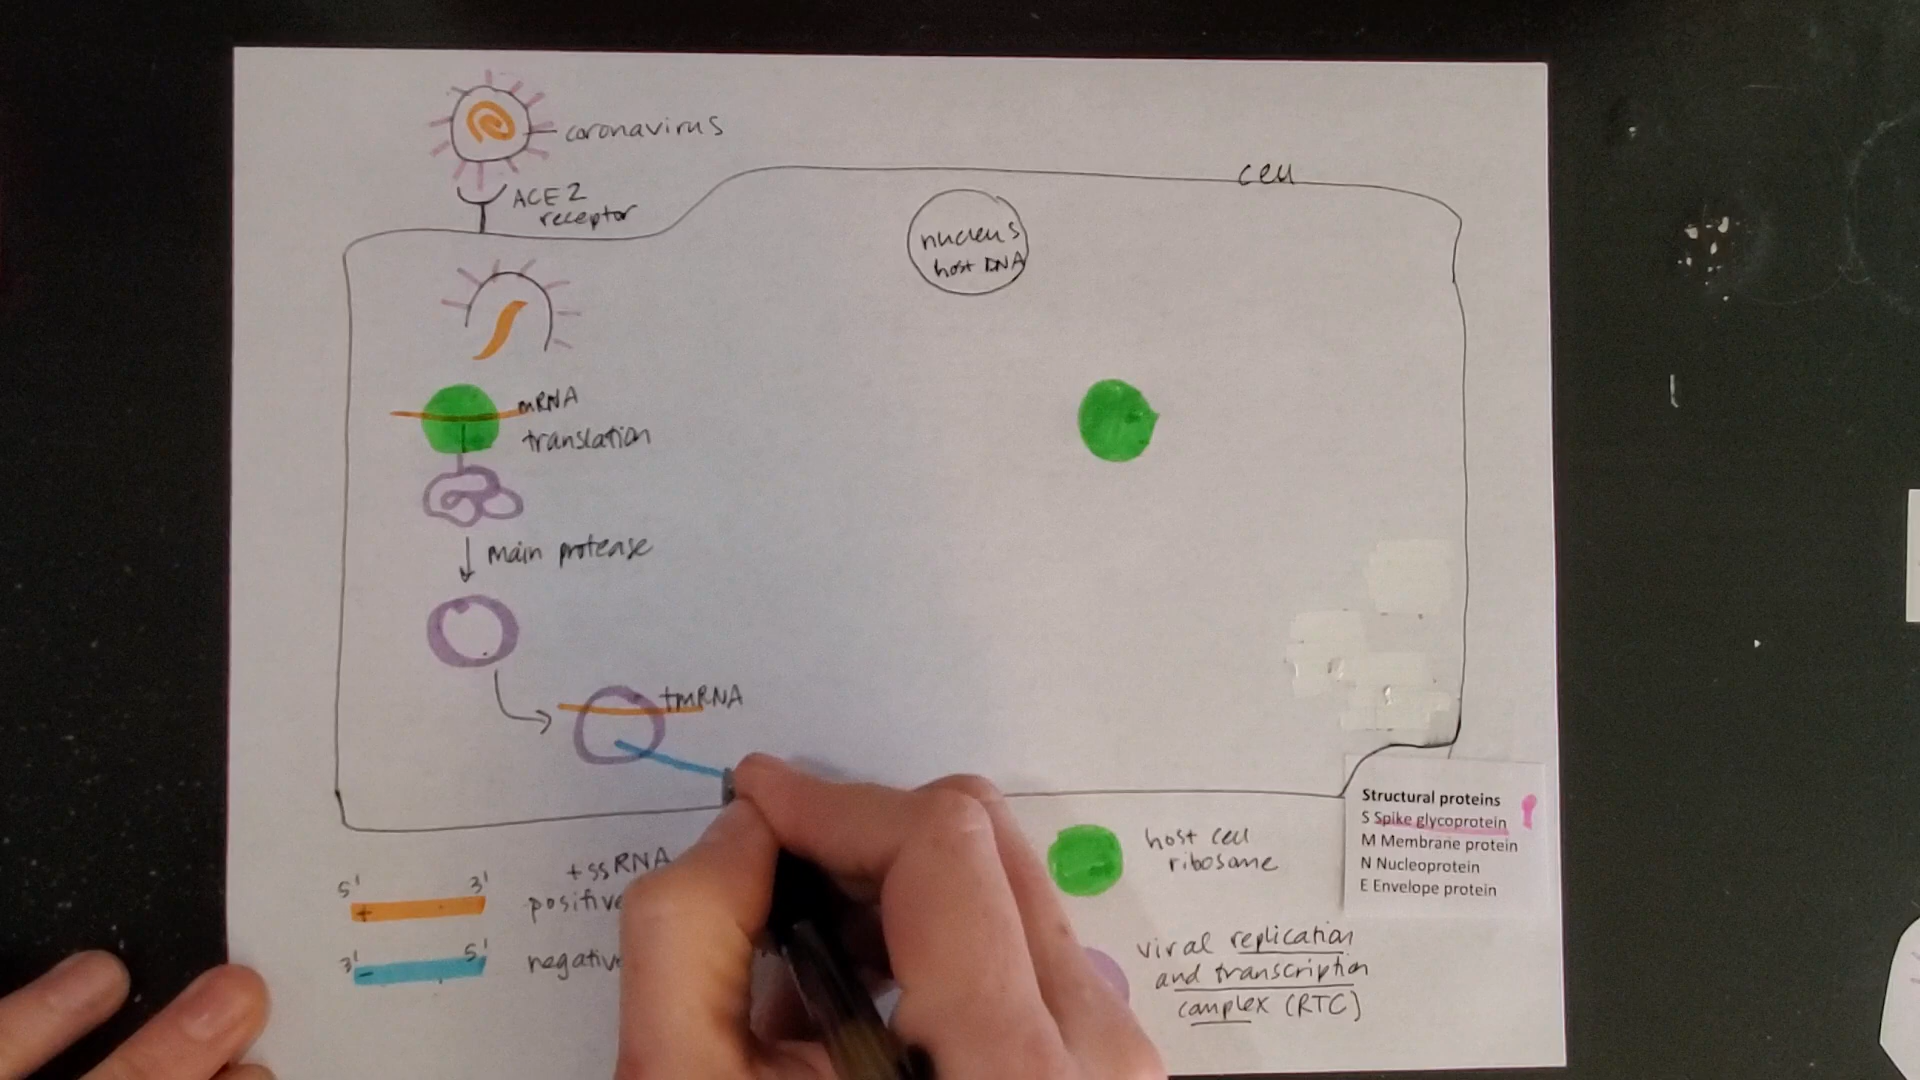 coronavirus
ACE2
receptor
cell
nucleus
host DNA
mRNA
translation
main protease
+mRNA
+ssRNA
5' 3'
+
positive
3' 5'
-
negative
host cell
ribosome
viral replication
and transcription
complex (RTC)
Structural proteins
S Spike glycoprotein
M Membrane protein
N Nucleoprotein
E Envelope protein